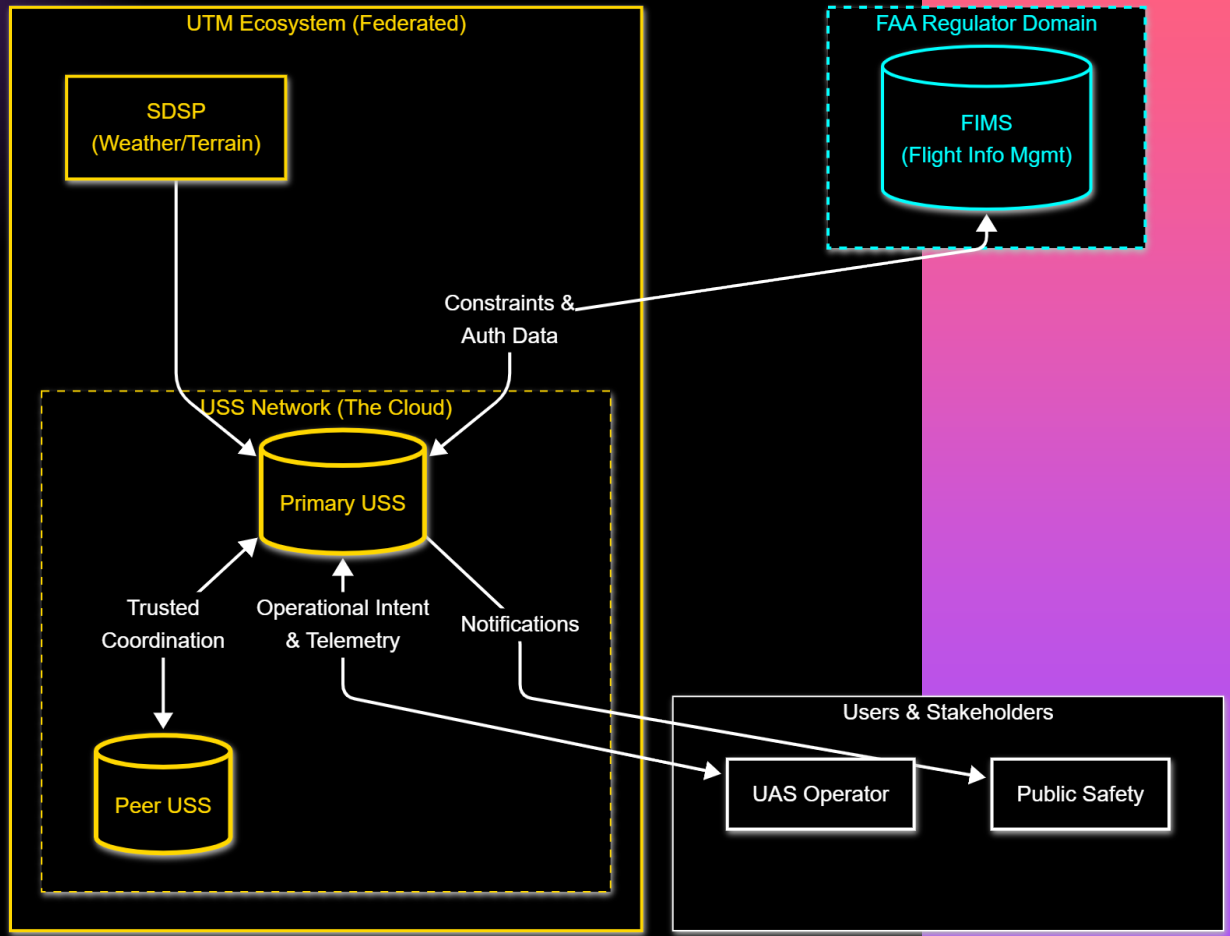 UTM Ecosystem (Federated)
FAA Regulator Domain
SDSP
(Weather/Terrain)
FIMS
(Flight Info Mgmt)
Constraints &
Auth Data
USS Network (The Cloud)
Primary USS
Trusted
Coordination
Operational Intent
& Telemetry
Notifications
Peer USS
Users & Stakeholders
UAS Operator
Public Safety